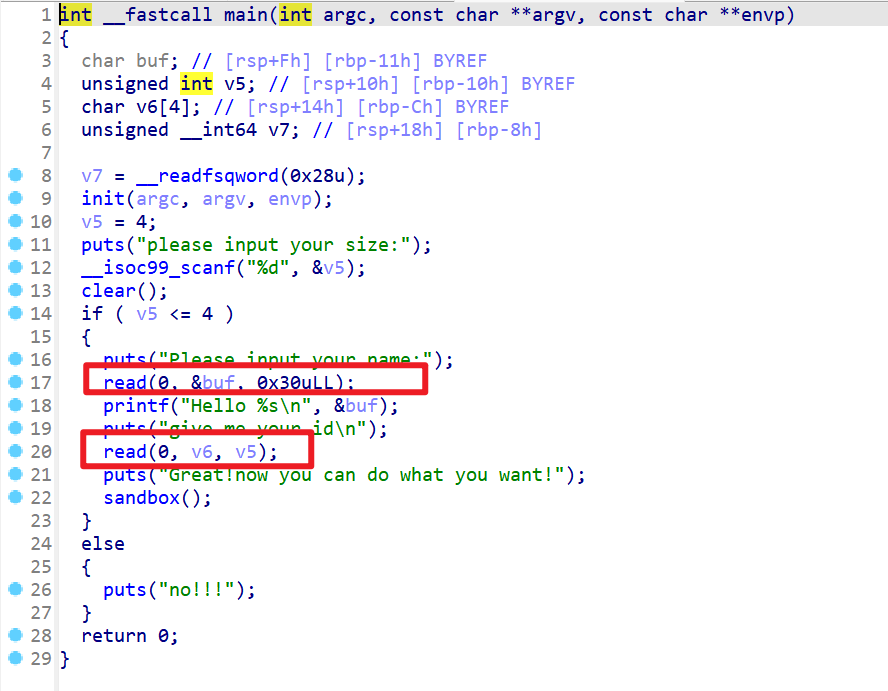 1 int __fastcall main(int argc, const char **argv, const char **envp)
2 {
3 char buf; // [rsp+Fh] [rbp-11h] BYREF
4 unsigned int v5; // [rsp+10h] [rbp-10h] BYREF
5 char v6[4]; // [rsp+14h] [rbp-Ch] BYREF
6 unsigned __int64 v7; // [rsp+18h] [rbp-8h]
7
8 v7 = __readfsqword(0x28u);
9 init(argc, argv, envp);
10 v5 = 4;
11 puts("please input your size:");
12 __isoc99_scanf("%d", &v5);
13 clear();
14 if ( v5 <= 4 )
15 {
16 puts("Please input your name:");
17 read(0, &buf, 0x30uLL);
18 printf("Hello %s\n", &buf);
19 puts("give me your id\n");
20 read(0, v6, v5);
21 puts("Great!now you can do what you want!");
22 sandbox();
23 }
24 else
25 {
26 puts("no!!!");
27 }
28 return 0;
29 }